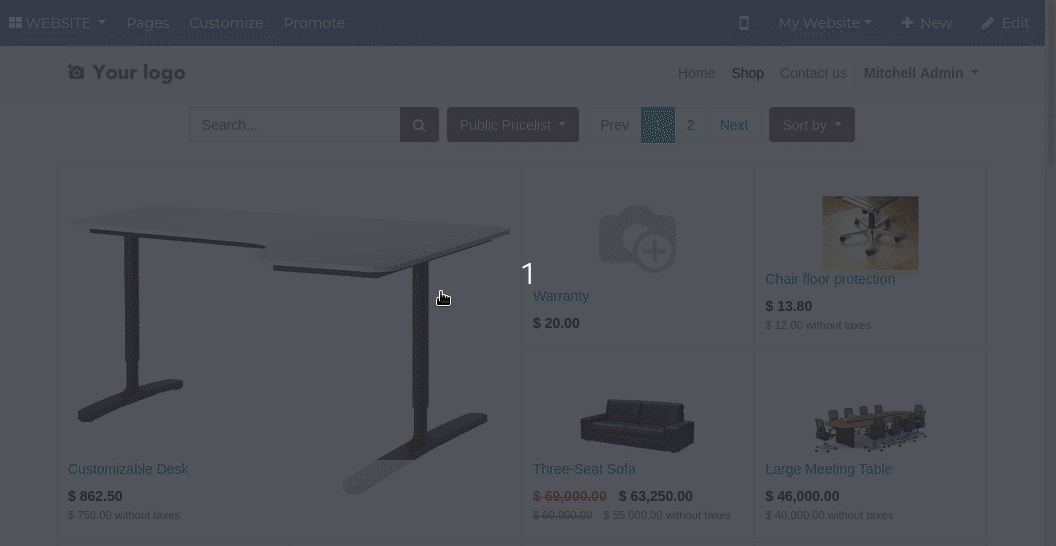 WEBSITE Pages Customize Promote My Website New Edit
Your logo Home Shop Contact us Mitchell Admin
Search... Public Pricelist Prev 2 Next Sort by
1
Warranty
$ 20.00
Chair floor protection
$ 13.80
$ 12.00 without taxes
Customizable Desk
$ 862.50
$ 750.00 without taxes
Three-Seat Sofa
$ 69,000.00 $ 63,250.00
$ 60,000.00 $ 55,000.00 without taxes
Large Meeting Table
$ 46,000.00
$ 40,000.00 without taxes